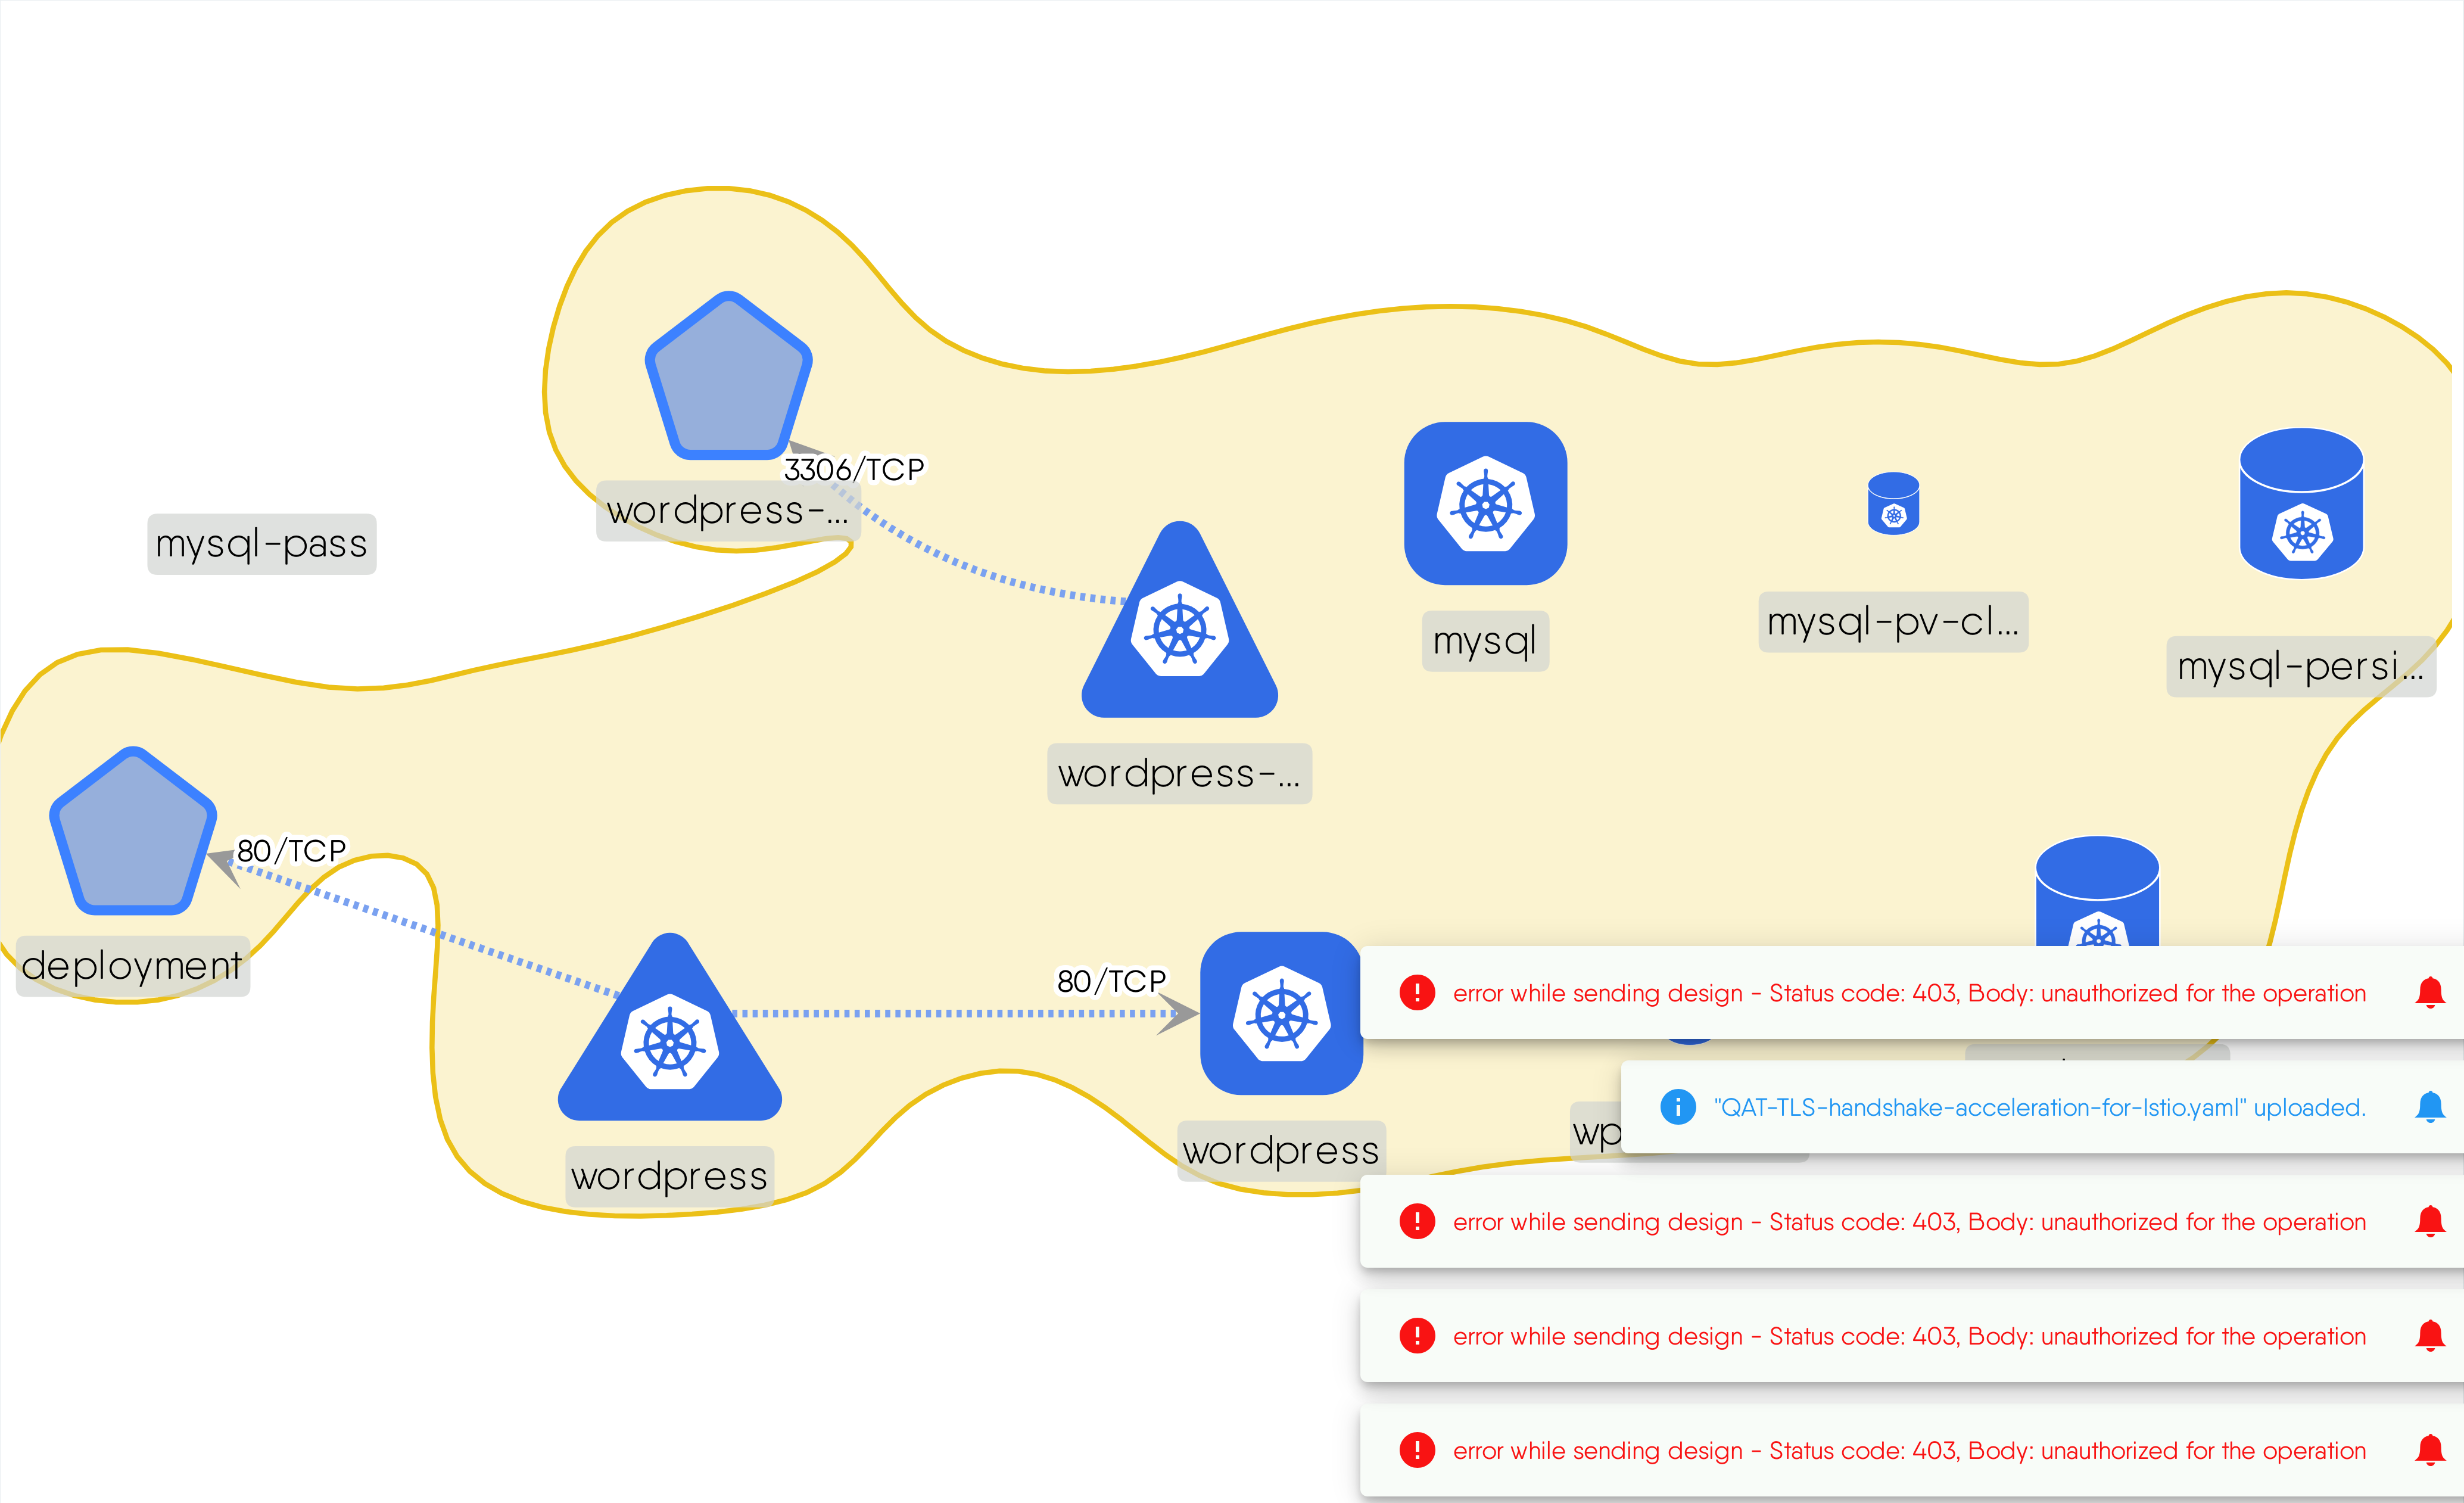 3306/TCP
wordpress-...
mysql-pass
mysql
mysql-pv-cl...
mysql-persi...
wordpress-...
80/TCP
deployment
80/TCP
error while sending design - Status code: 403, Body: unauthorized for the operation
"QAT-TLS-handshake-acceleration-for-Istio.yaml" uploaded.
wordpress
wordpress
error while sending design - Status code: 403, Body: unauthorized for the operation
error while sending design - Status code: 403, Body: unauthorized for the operation
error while sending design - Status code: 403, Body: unauthorized for the operation